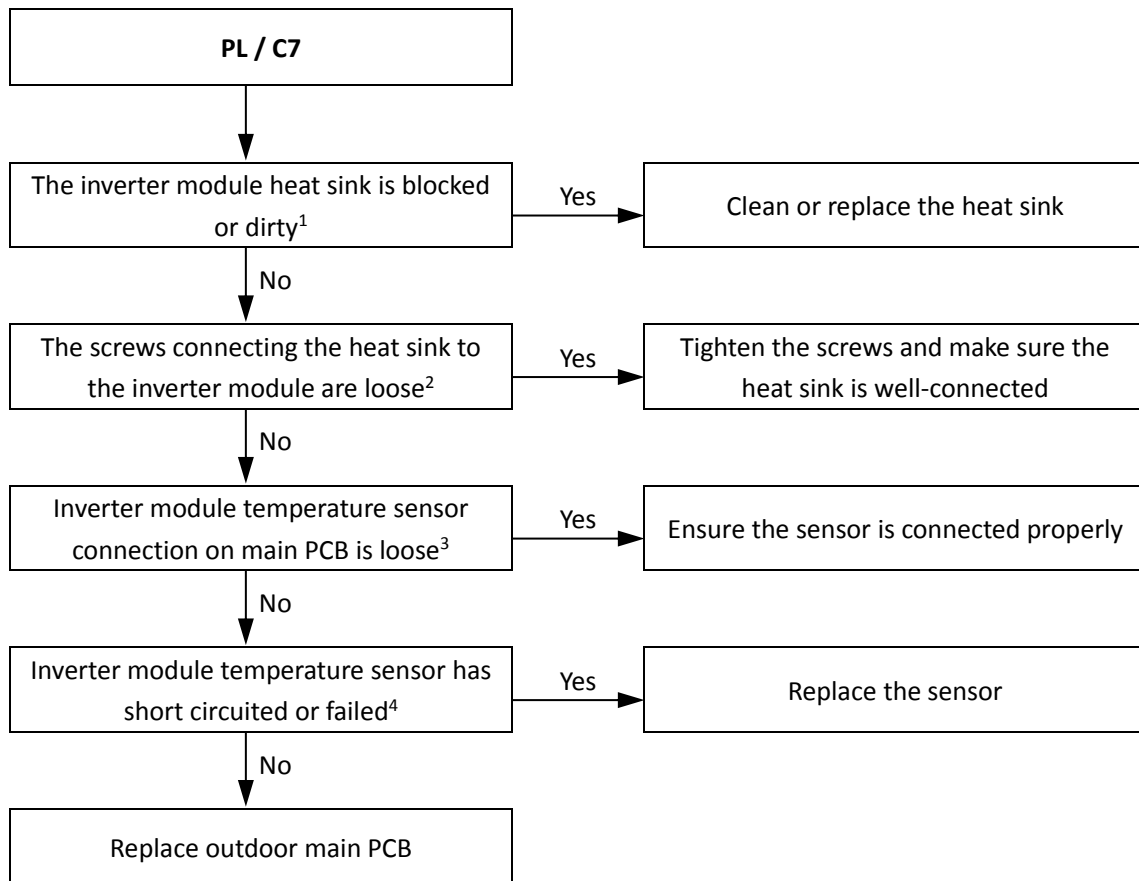 PL / C7
The inverter module heat sink is blocked
or dirty¹
Yes
Clean or replace the heat sink
No
The screws connecting the heat sink to
the inverter module are loose²
Yes
Tighten the screws and make sure the
heat sink is well-connected
No
Inverter module temperature sensor
connection on main PCB is loose³
Yes
Ensure the sensor is connected properly
No
Inverter module temperature sensor has
short circuited or failed⁴
Yes
Replace the sensor
No
Replace outdoor main PCB